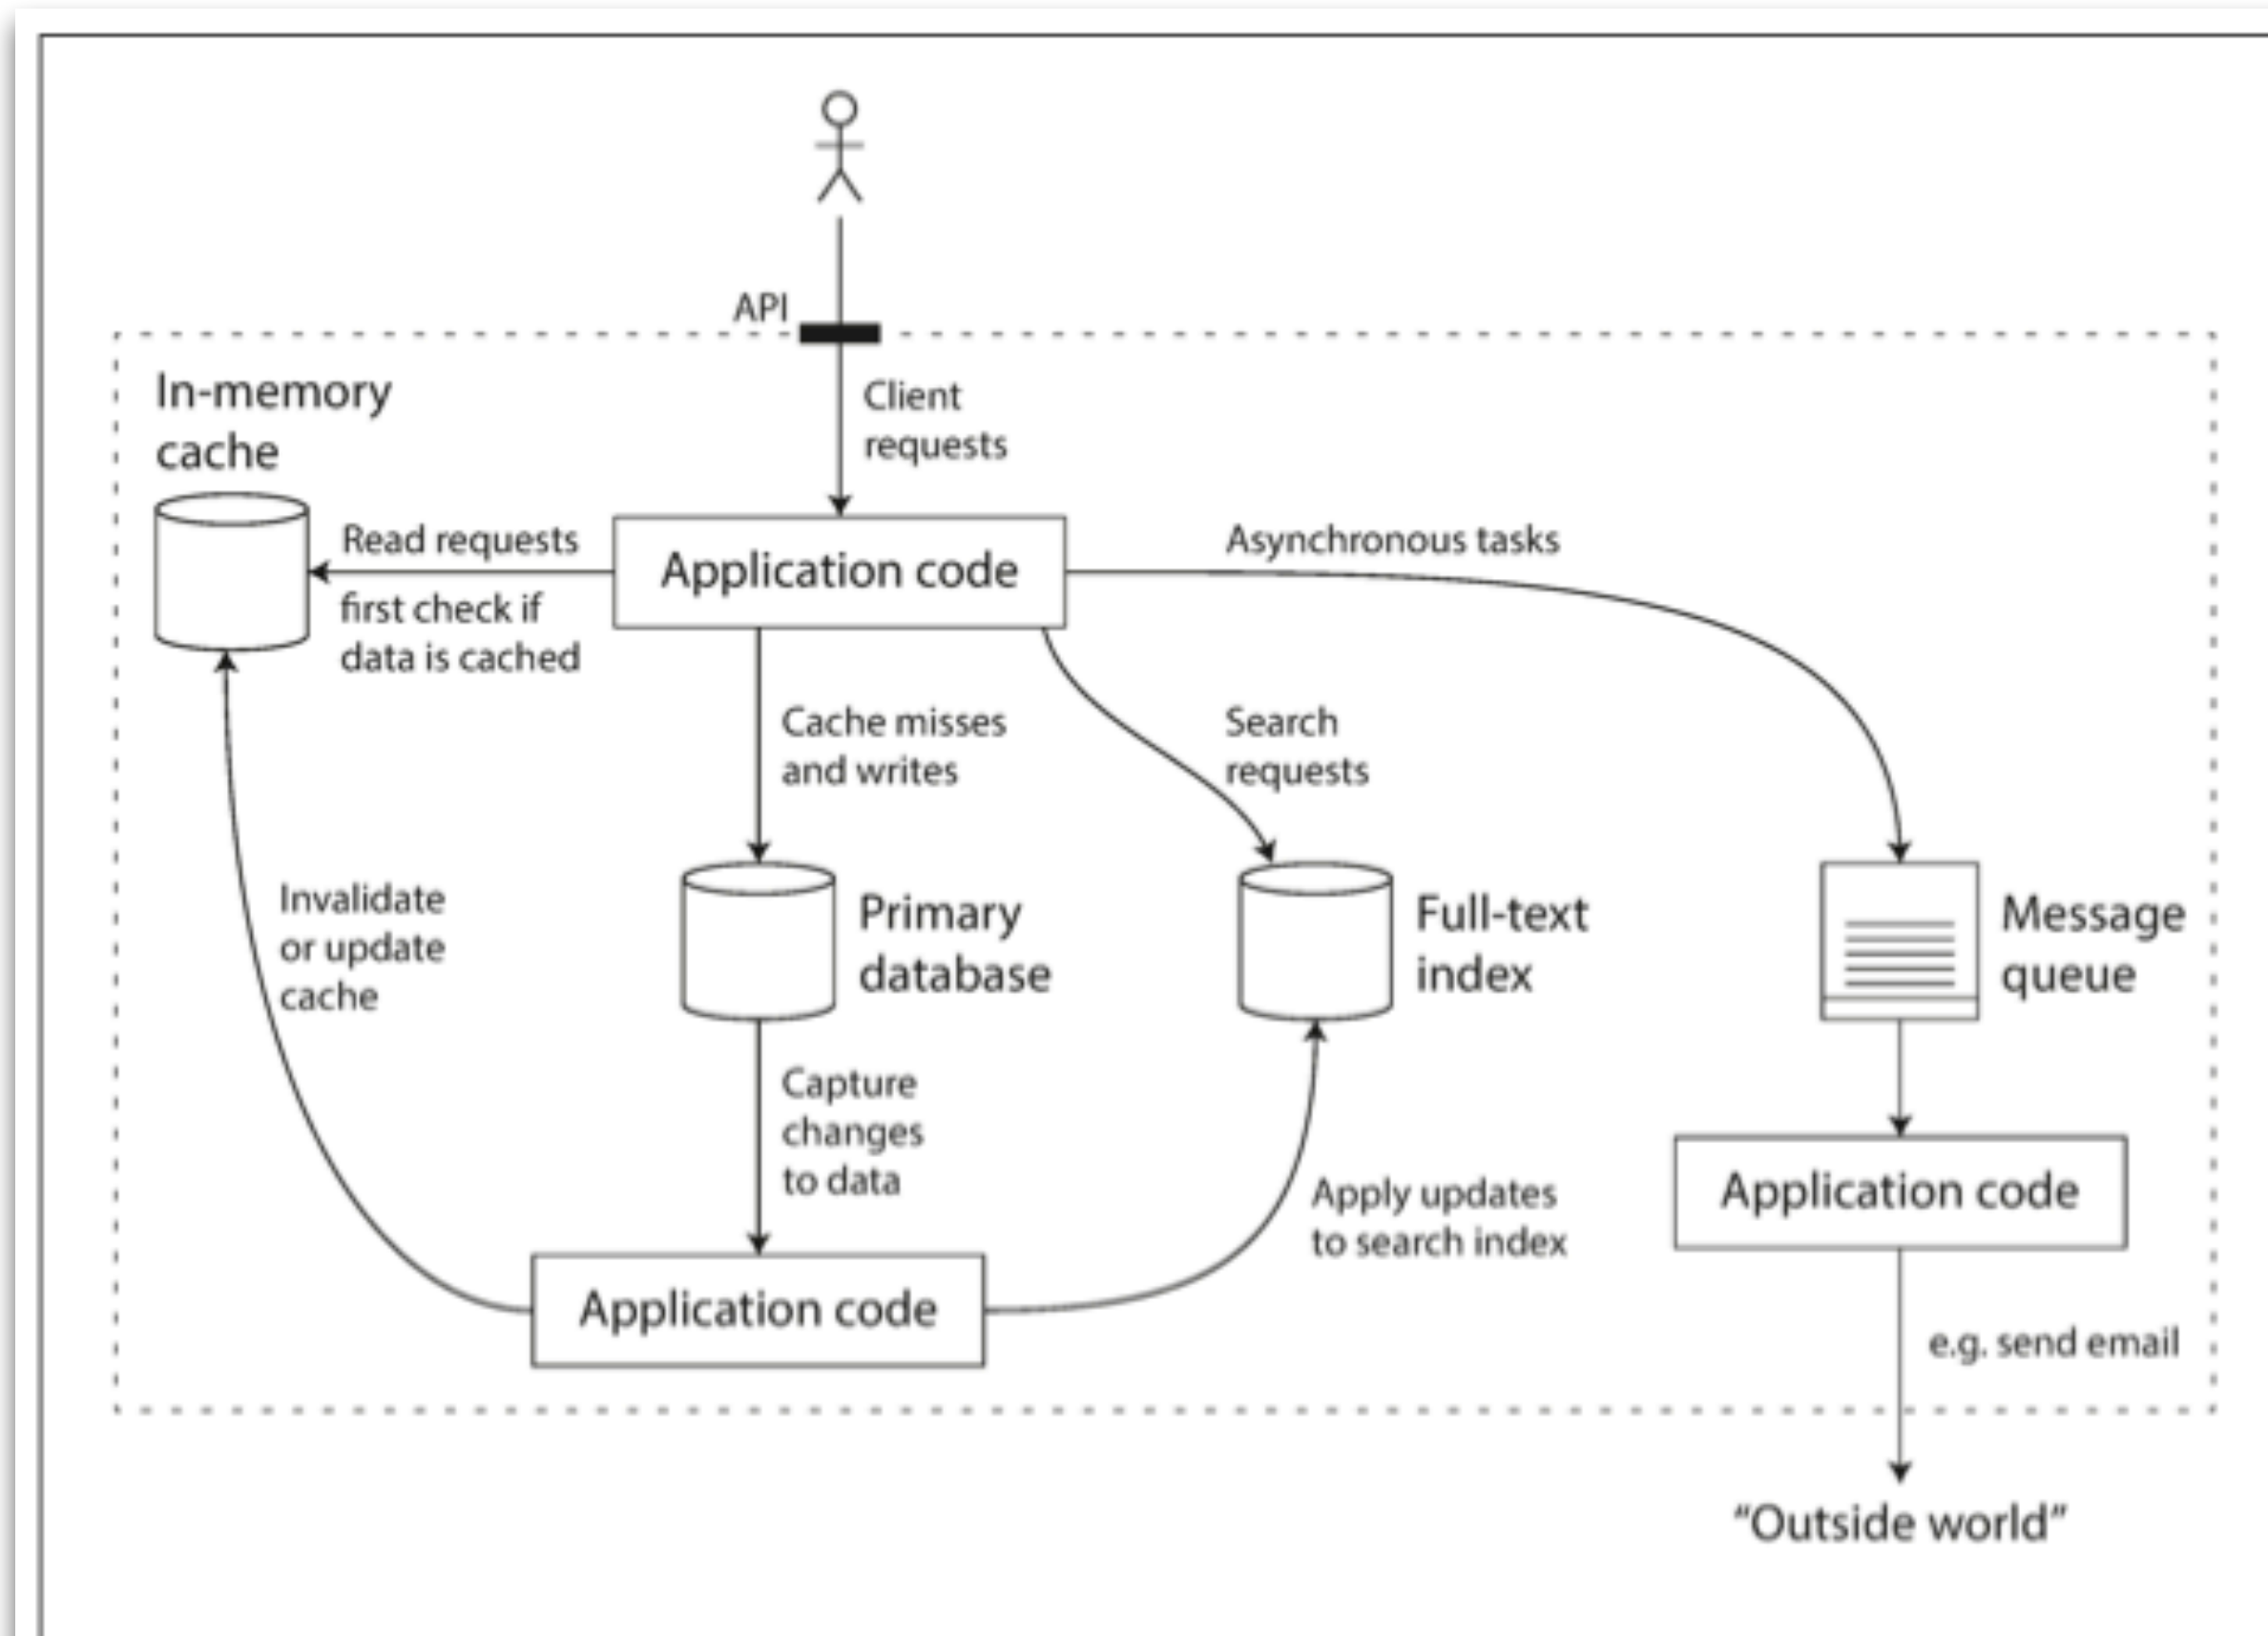 API
In-memory
cache
Client
requests
Read requests
first check if
data is cached
Application code
Asynchronous tasks
Cache misses
and writes
Search
requests
Invalidate
or update
cache
Primary
database
Full-text
index
Message
queue
Capture
changes
to data
Apply updates
to search index
Application code
Application code
e.g. send email
“Outside world”